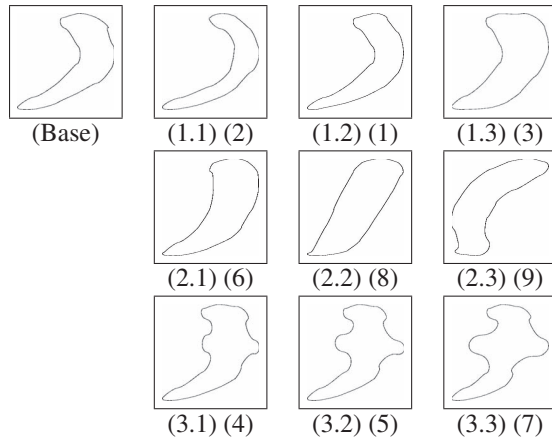 (Base) (1.1) (2) (1.2) (1) (1.3) (3)
(2.1) (6) (2.2) (8) (2.3) (9)
(3.1) (4) (3.2) (5) (3.3) (7)